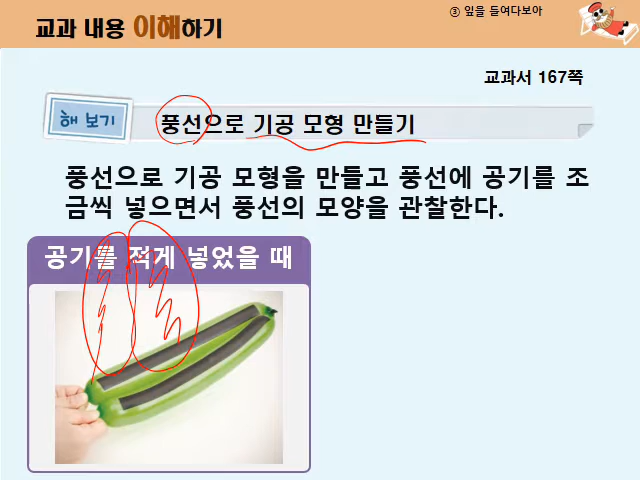 ③ 잎을 들여다보아
교과 내용 이해하기
교과서 167쪽
해 보기
풍선으로 기공 모형 만들기
풍선으로 기공 모형을 만들고 풍선에 공기를 조
금씩 넣으면서 풍선의 모양을 관찰한다.
공기를 적게 넣었을 때